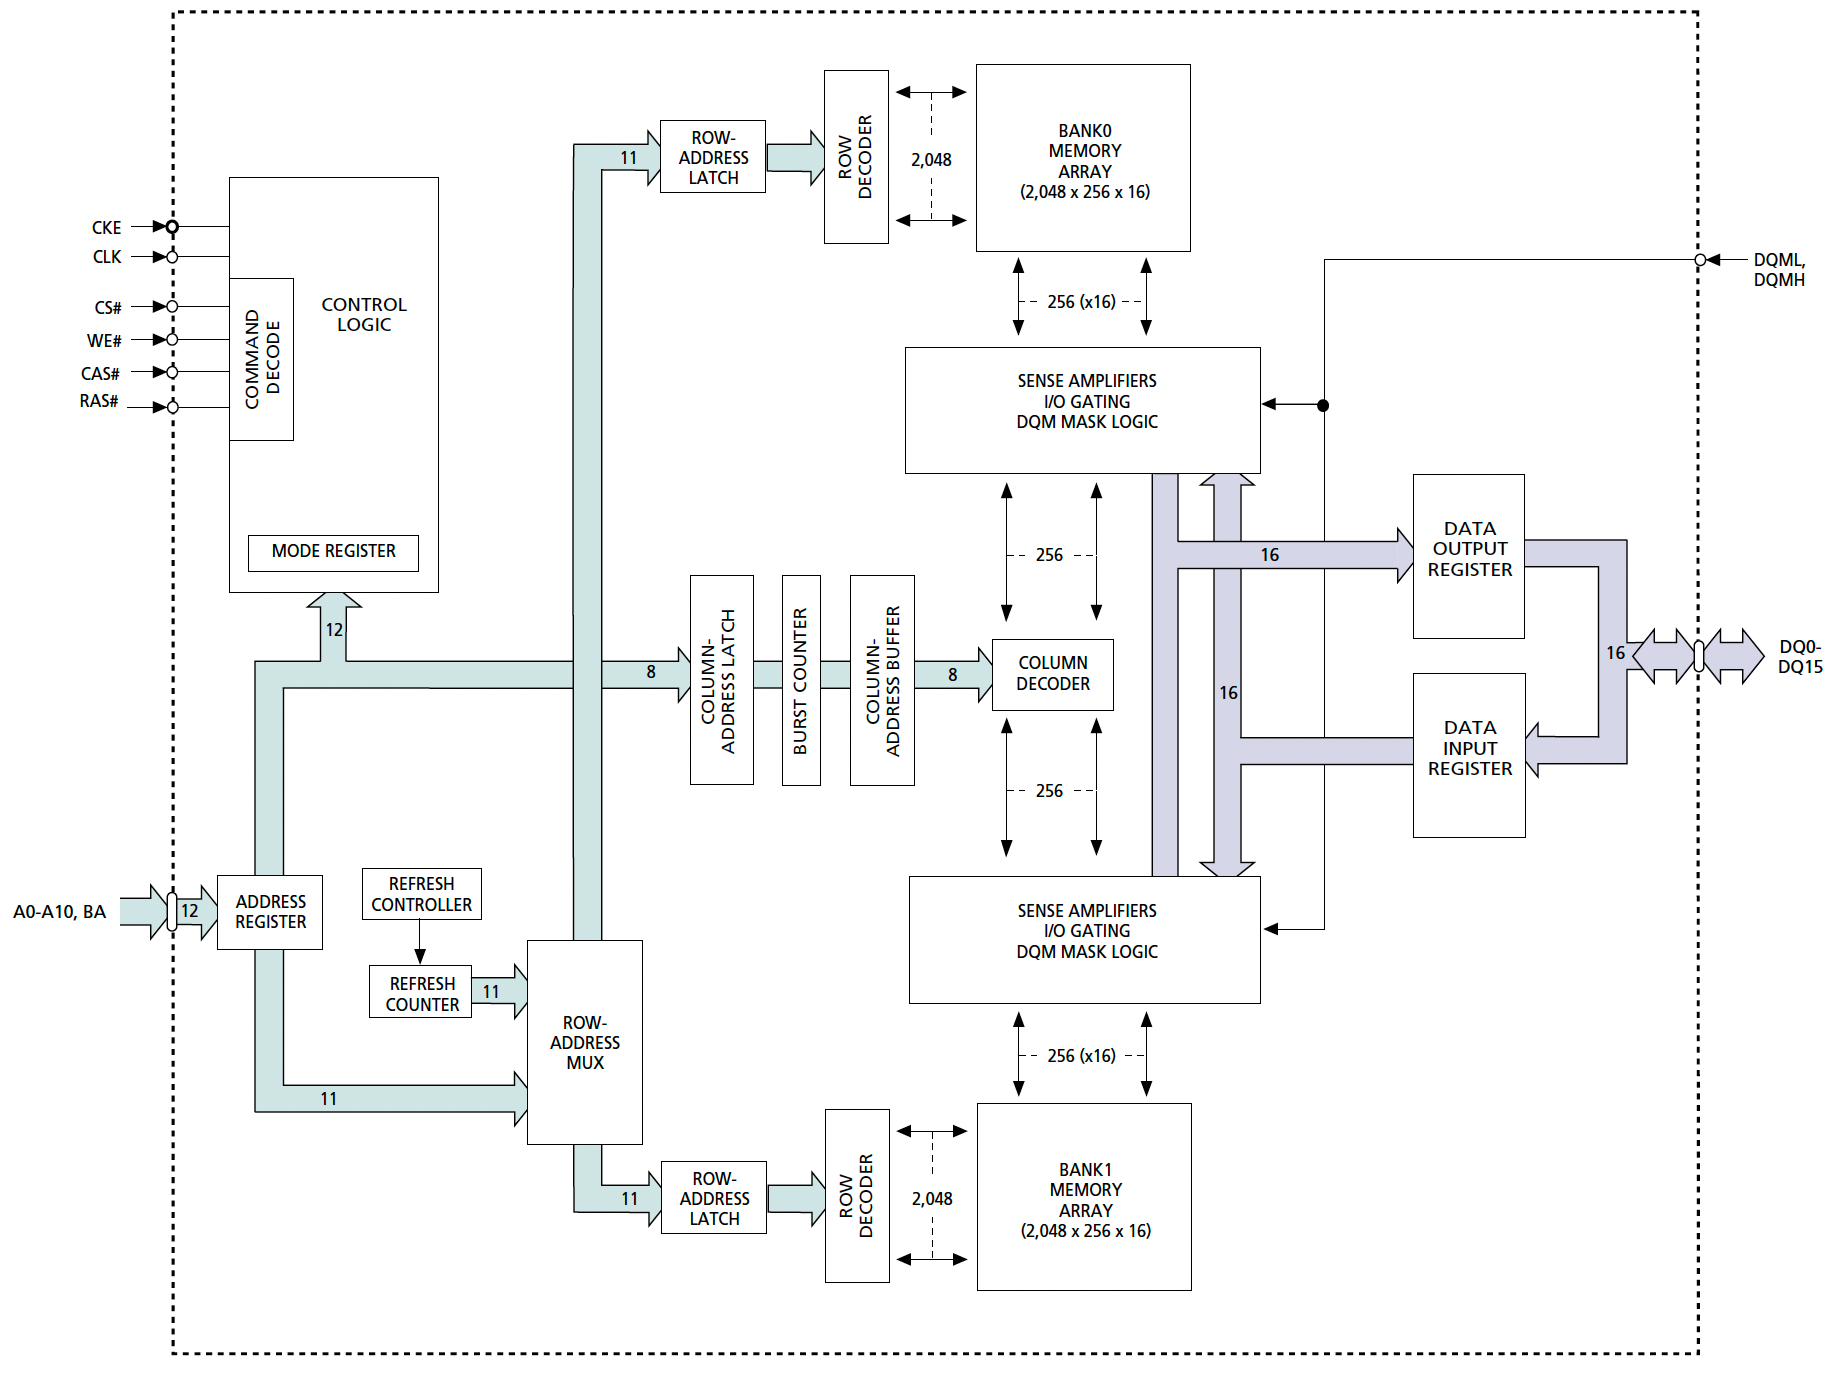 CKE
CLK
CS#
WE#
CAS#
RAS#
COMMAND
DECODE
CONTROL
LOGIC
MODE REGISTER
12
11
ROW-
ADDRESS
LATCH
ROW
DECODER
2,048
BANK0
MEMORY
ARRAY
(2,048 x 256 x 16)
256 (x16)
SENSE AMPLIFIERS
I/O GATING
DQM MASK LOGIC
DQML,
DQMH
256
8
COLUMN-
ADDRESS LATCH
BURST COUNTER
COLUMN-
ADDRESS BUFFER
8
COLUMN
DECODER
256
16
DATA
OUTPUT
REGISTER
16
16
DQ0-
DQ15
DATA
INPUT
REGISTER
A0-A10, BA
12
ADDRESS
REGISTER
REFRESH
CONTROLLER
REFRESH
COUNTER
11
11
ROW-
ADDRESS
MUX
SENSE AMPLIFIERS
I/O GATING
DQM MASK LOGIC
256 (x16)
11
ROW-
ADDRESS
LATCH
ROW
DECODER
2,048
BANK1
MEMORY
ARRAY
(2,048 x 256 x 16)